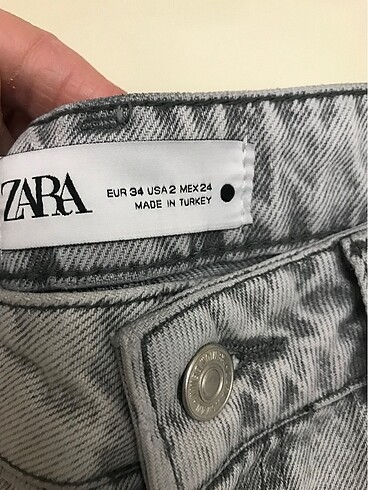 ZARA
EUR 34 USA 2 MEX 24
MADE IN TURKEY